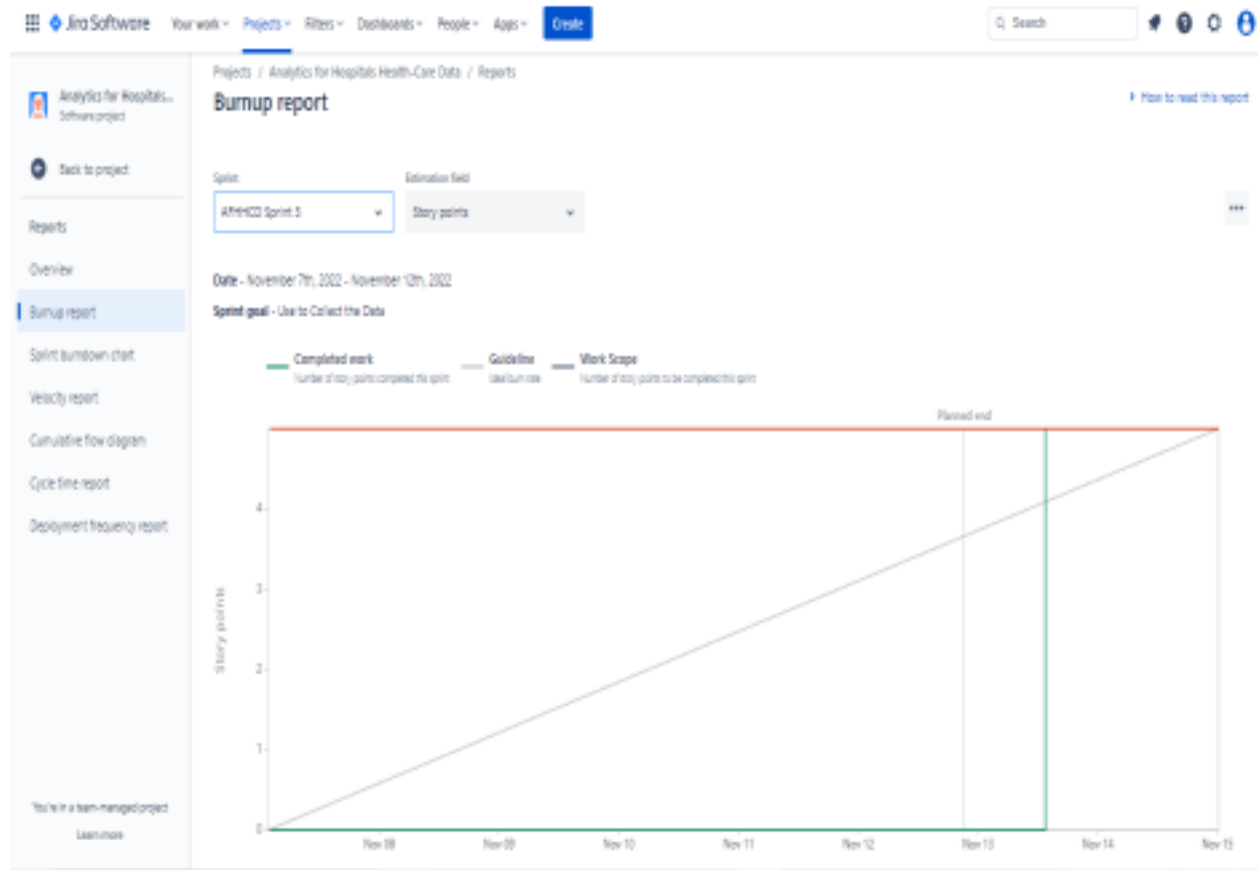 Jira Software Your work Projects Filters Dashboards People Apps Create Search
Projects / Analytics for Hospitals Health-Care Data / Reports
Analytics for Hospitals...
Software project
Burnup report
How to read this report
Back to project
Sprint Estimation field
Sprint 3 Story points
Reports
Overview
Date - November 7th, 2022 - November 12th, 2022
Burnup report
Sprint goal - Use to Collect the Data
Sprint burndown chart
Completed work Guideline Work Scope
Number of story points completed this sprint Ideal burn rate Number of story points to be completed this sprint
Velocity report
Planned end
Cumulative flow diagram
Cycle time report
Deployment frequency report
4
3
Story points
2
1
0
You're in a team-managed project
Learn more
Nov 08 Nov 09 Nov 10 Nov 11 Nov 12 Nov 13 Nov 14 Nov 15